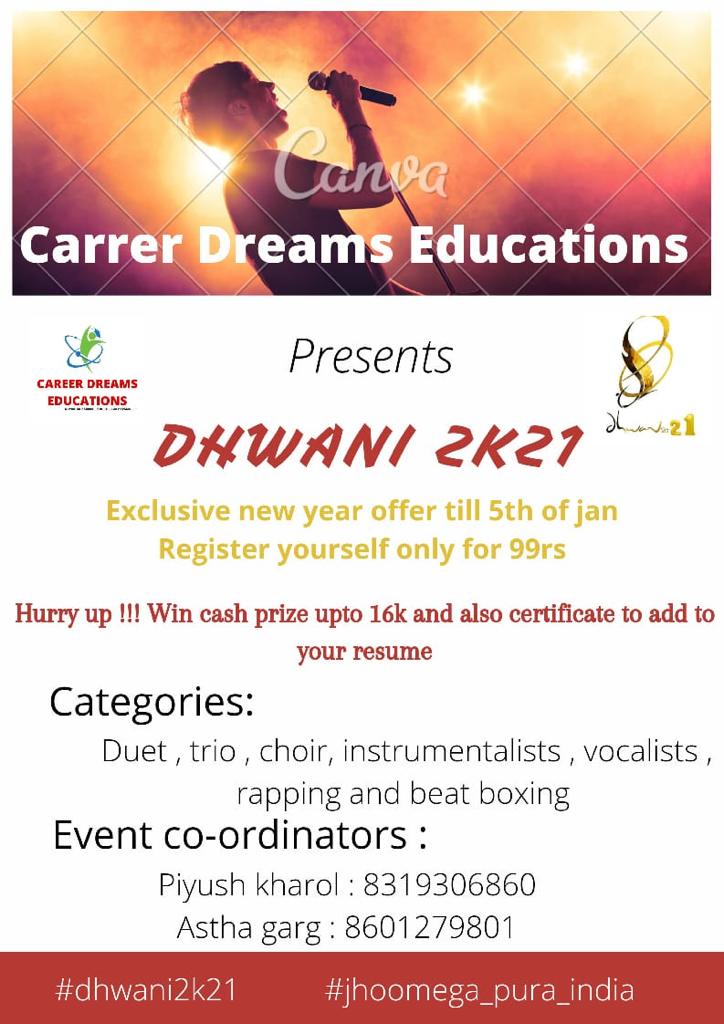 Canva
Carrer Dreams Educations
Presents
CAREER DREAMS
EDUCATIONS
21
DHWANI 2K21
Exclusive new year offer till 5th of jan
Register yourself only for 99rs
Hurry up !!! Win cash prize upto 16k and also certificate to add to
your resume
Categories:
Duet , trio , choir, instrumentalists , vocalists ,
rapping and beat boxing
Event co-ordinators :
Piyush kharol : 8319306860
Astha garg : 8601279801
#dhwani2k21 #jhoomega_pura_india